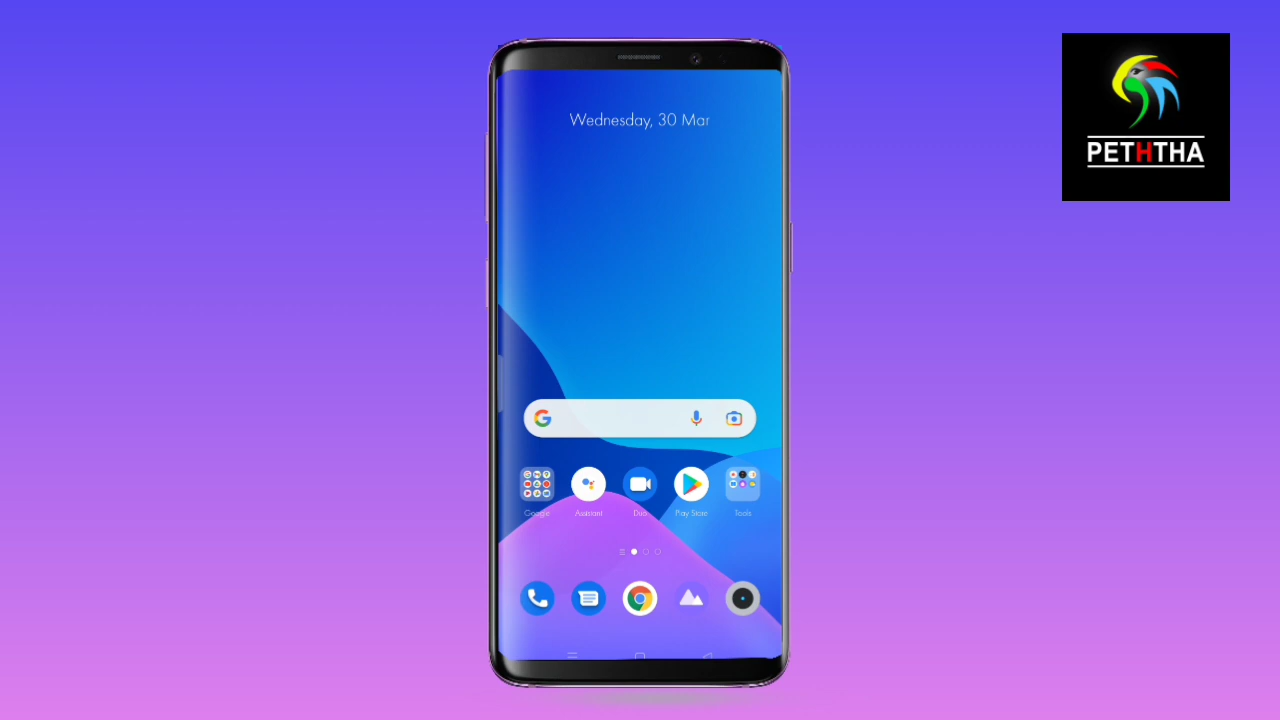 PETHTHA
Wednesday, 30 Mar
Google
Assistant
Duo
Play Store
Tools